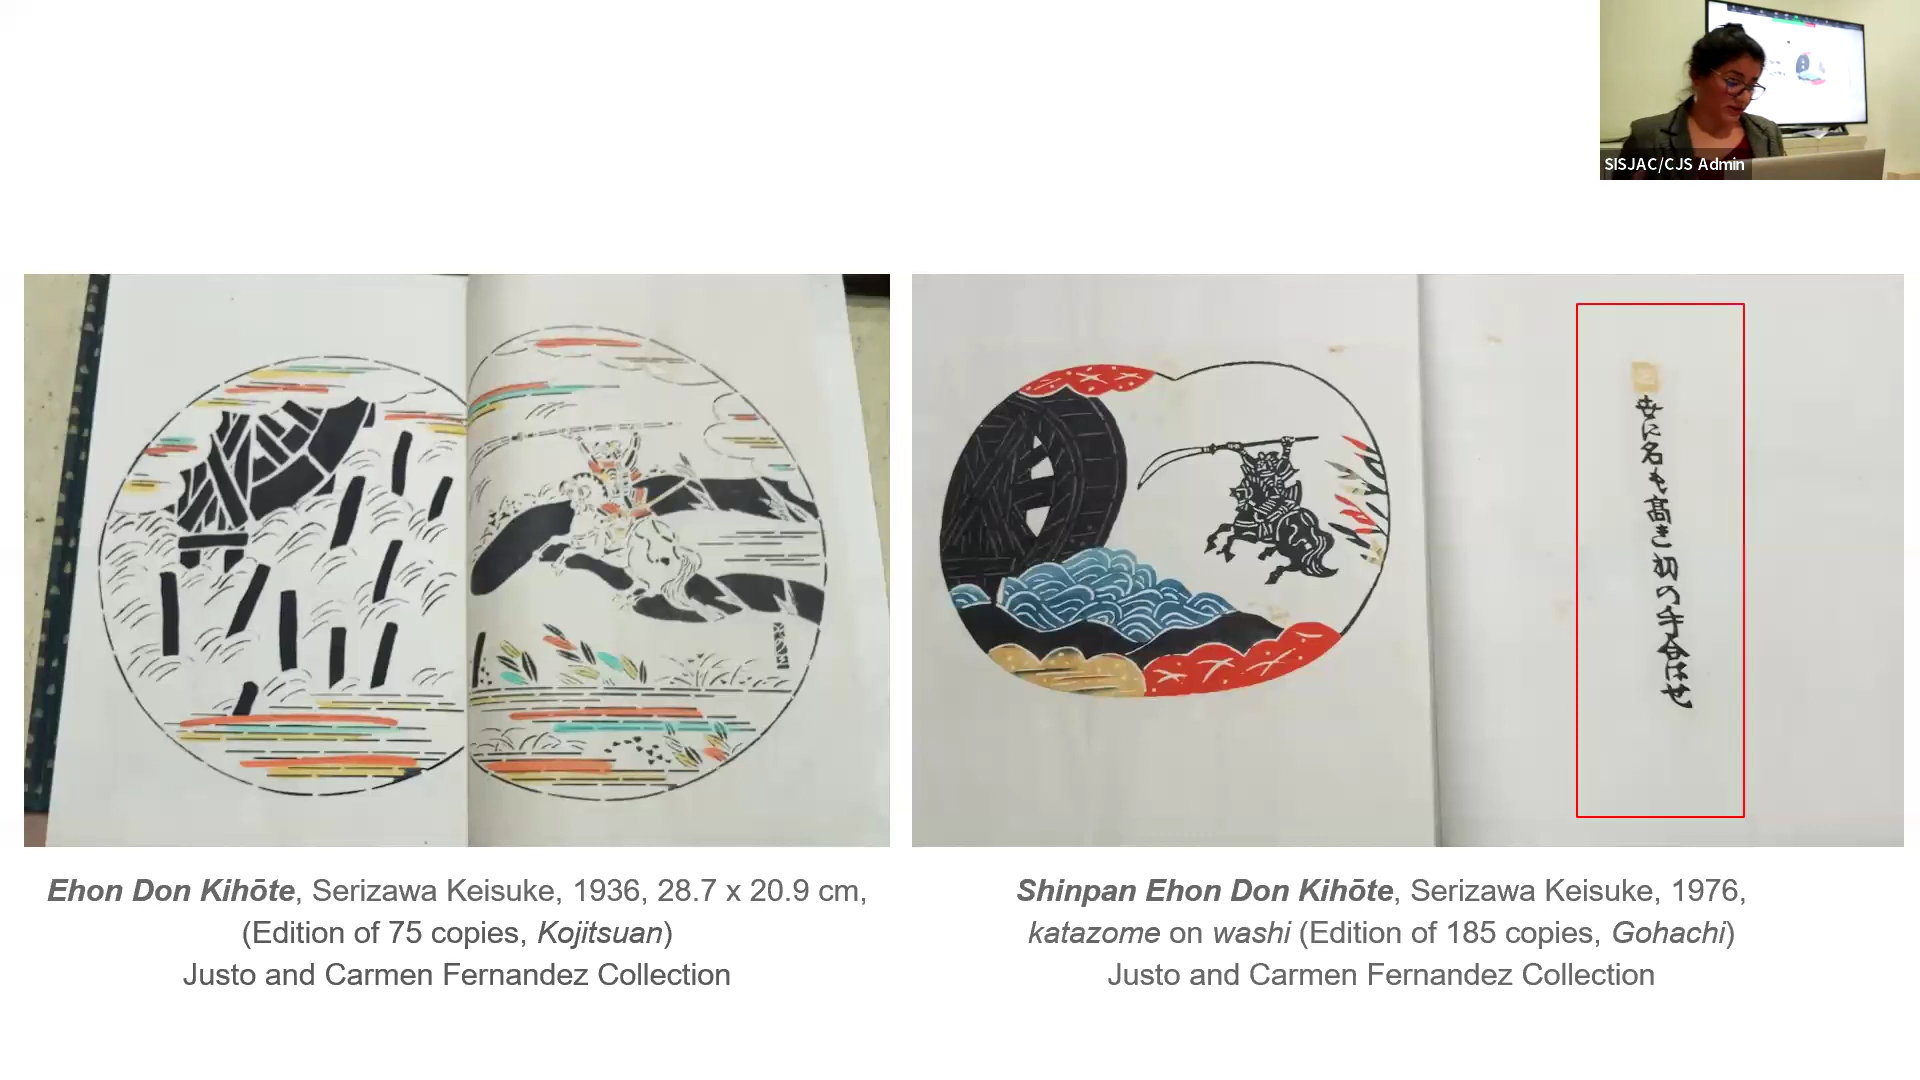 SISJAC/CJS Admin
世に名も高き初の手合はせ
Ehon Don Kihōte, Serizawa Keisuke, 1936, 28.7 x 20.9 cm,
(Edition of 75 copies, Kojitsuan)
Justo and Carmen Fernandez Collection
Shinpan Ehon Don Kihōte, Serizawa Keisuke, 1976,
katazome on washi (Edition of 185 copies, Gohachi)
Justo and Carmen Fernandez Collection